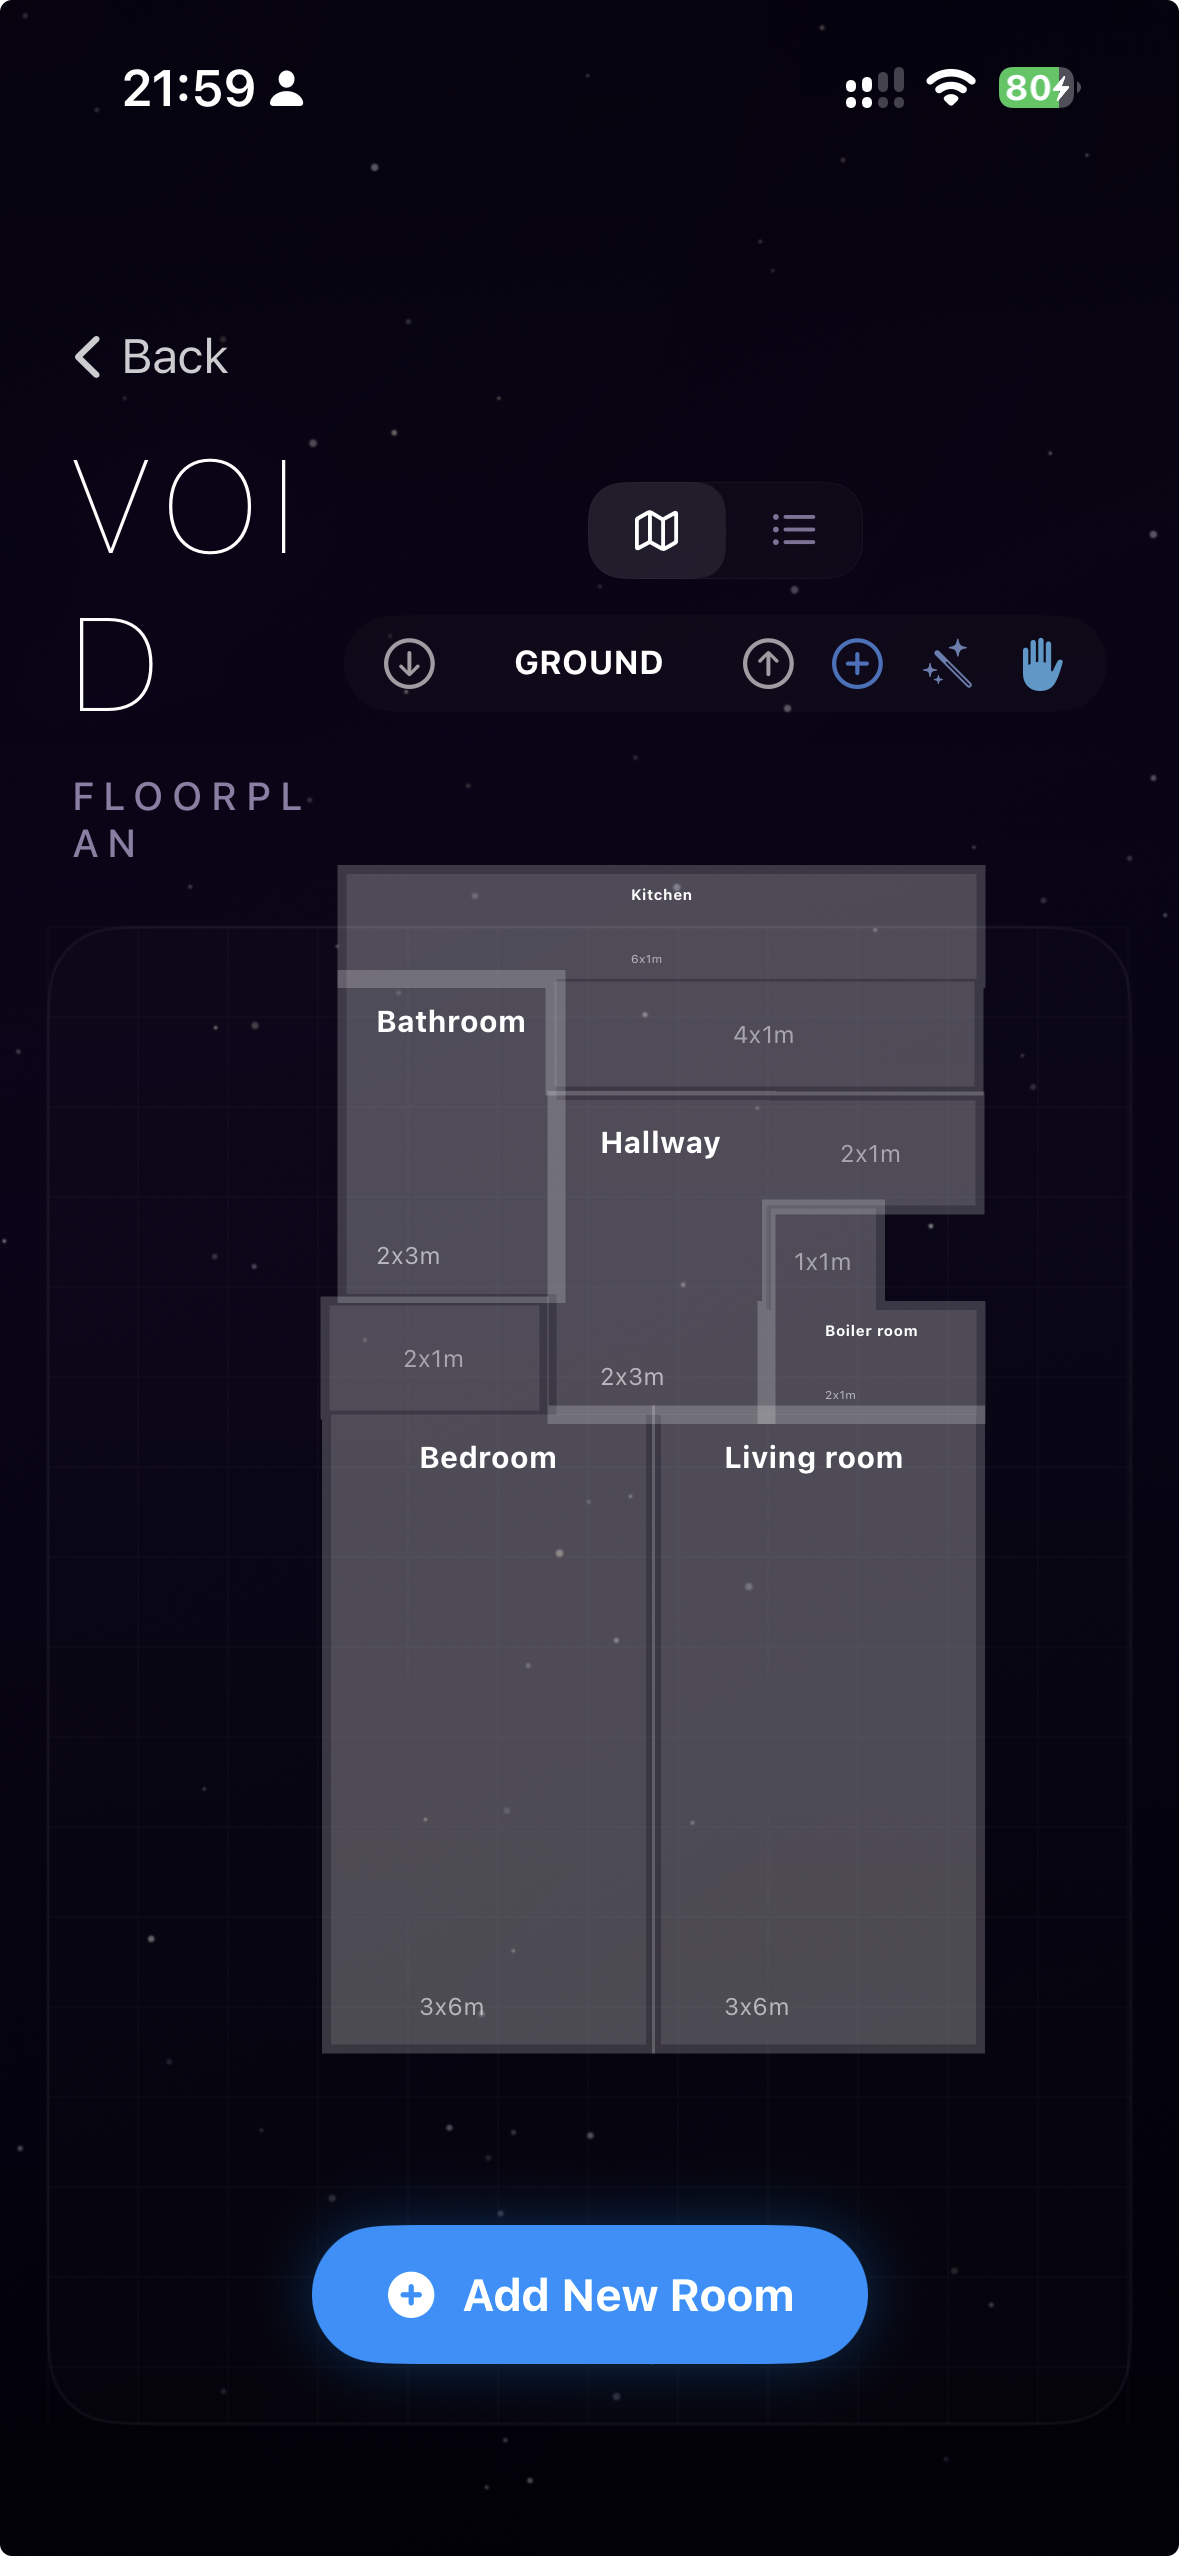 21:59
80
Back
VOI
D
GROUND
FLOORPL
AN
Kitchen
6x1m
Bathroom
4x1m
Hallway
2x1m
2x3m
1x1m
Boiler room
2x1m
2x3m
2x1m
Bedroom
Living room
3x6m
3x6m
Add New Room